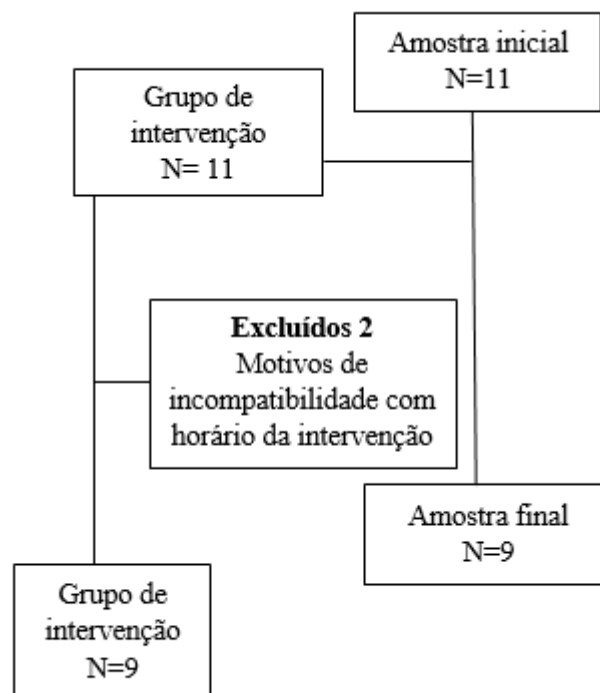 Amostra inicial
N=11
Grupo de
intervenção
N= 11
Excluídos 2
Motivos de
incompatibilidade com
horário da intervenção
Amostra final
N=9
Grupo de
intervenção
N=9